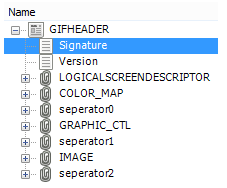 Name
GIFHEADER
Signature
Version
LOGICALSCREENDESCRIPTOR
COLOR_MAP
seperator0
GRAPHIC_CTL
seperator1
IMAGE
seperator2